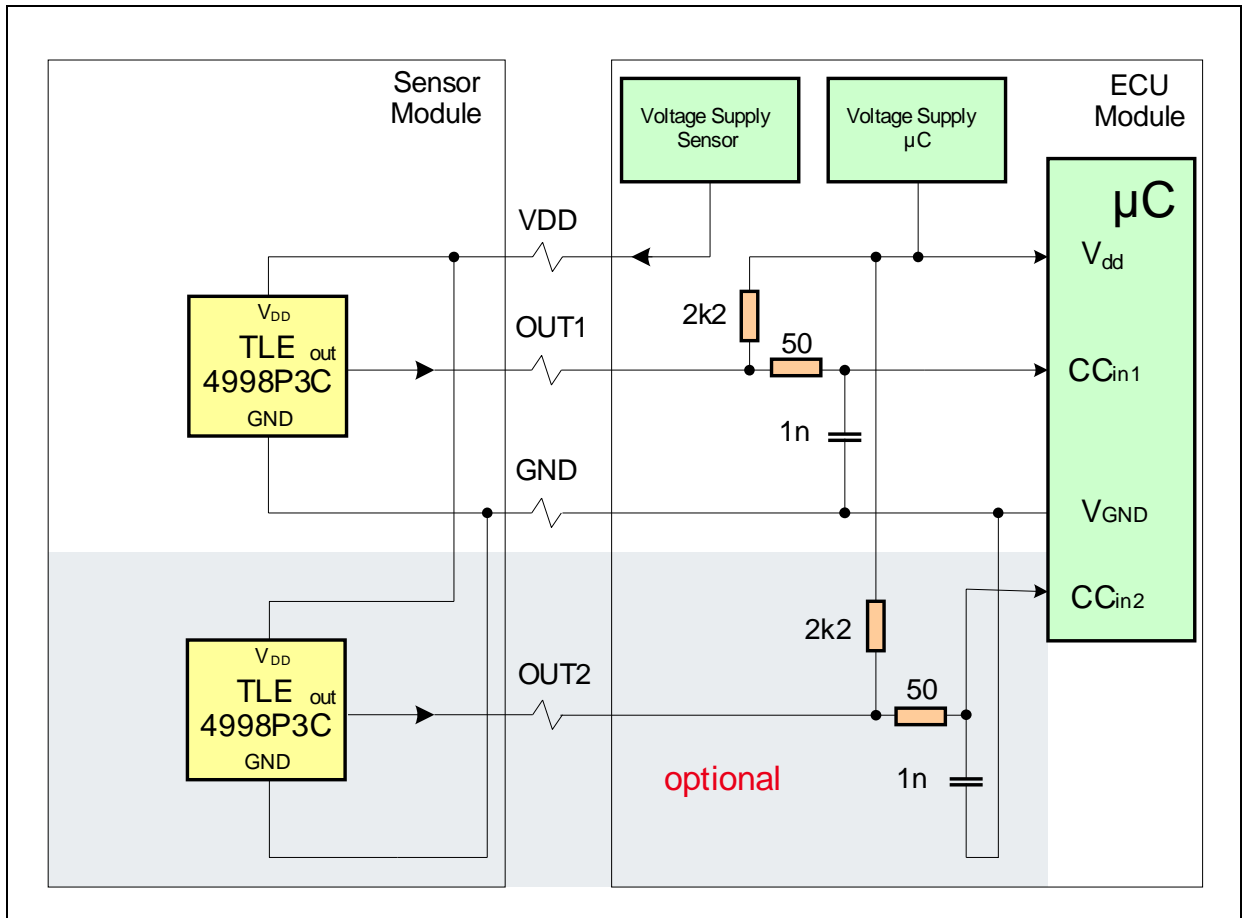 Sensor
Module
ECU
Module
Voltage Supply
Sensor
Voltage Supply
µC
µC
VDD
Vdd
VDD
TLE out
4998P3C
GND
OUT1
2k2
50
CCin1
1n
GND
VGND
CCin2
2k2
VDD
TLE out
4998P3C
GND
OUT2
50
optional
1n